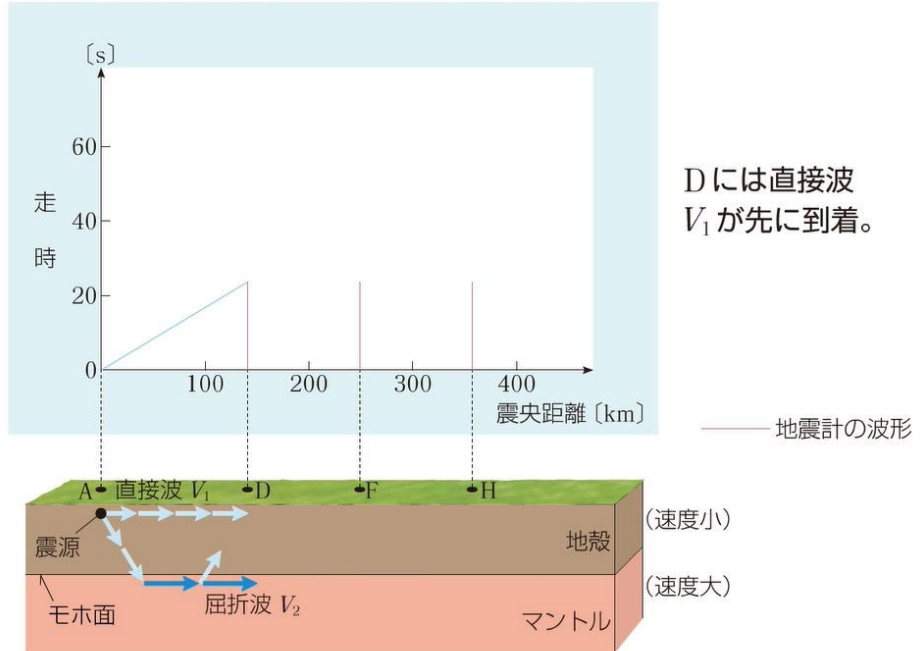 〔s〕
60
走
40
時
20
0
100
200
300
400
震央距離〔km〕
Dには直接波
V₁が先に到着。
地震計の波形
A
直接波 V₁
D
F
H
(速度小)
震源
地殻
(速度大)
モホ面
屈折波 V₂
マントル